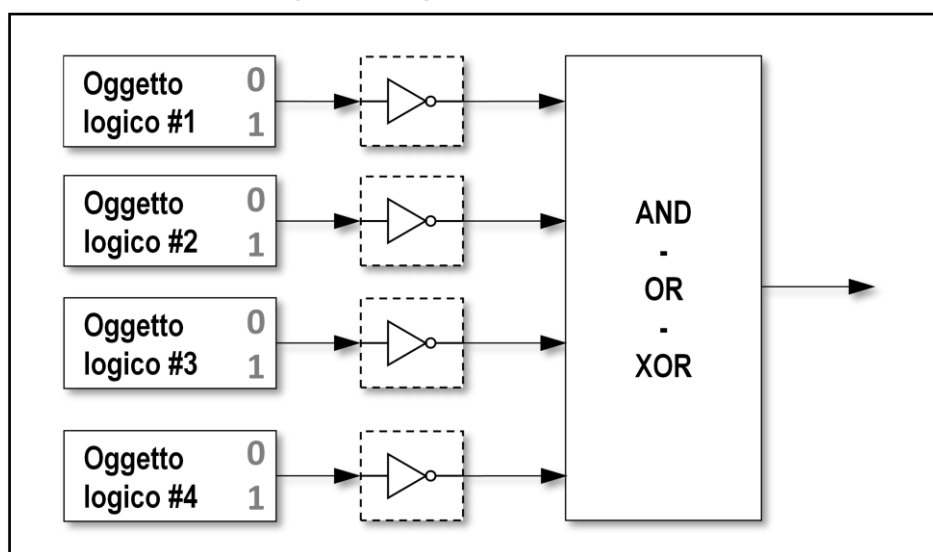 Oggetto 0
logico #1 1
Oggetto 0
logico #2 1
Oggetto 0
logico #3 1
Oggetto 0
logico #4 1
AND
-
OR
-
XOR